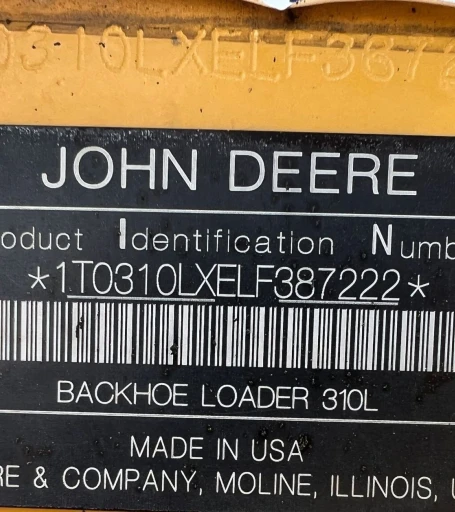 0310LXELF3872
JOHN DEERE
oduct Identification Numb
*1T0310LXELF387222*
BACKHOE LOADER 310L
MADE IN USA
RE & COMPANY, MOLINE, ILLINOIS, U